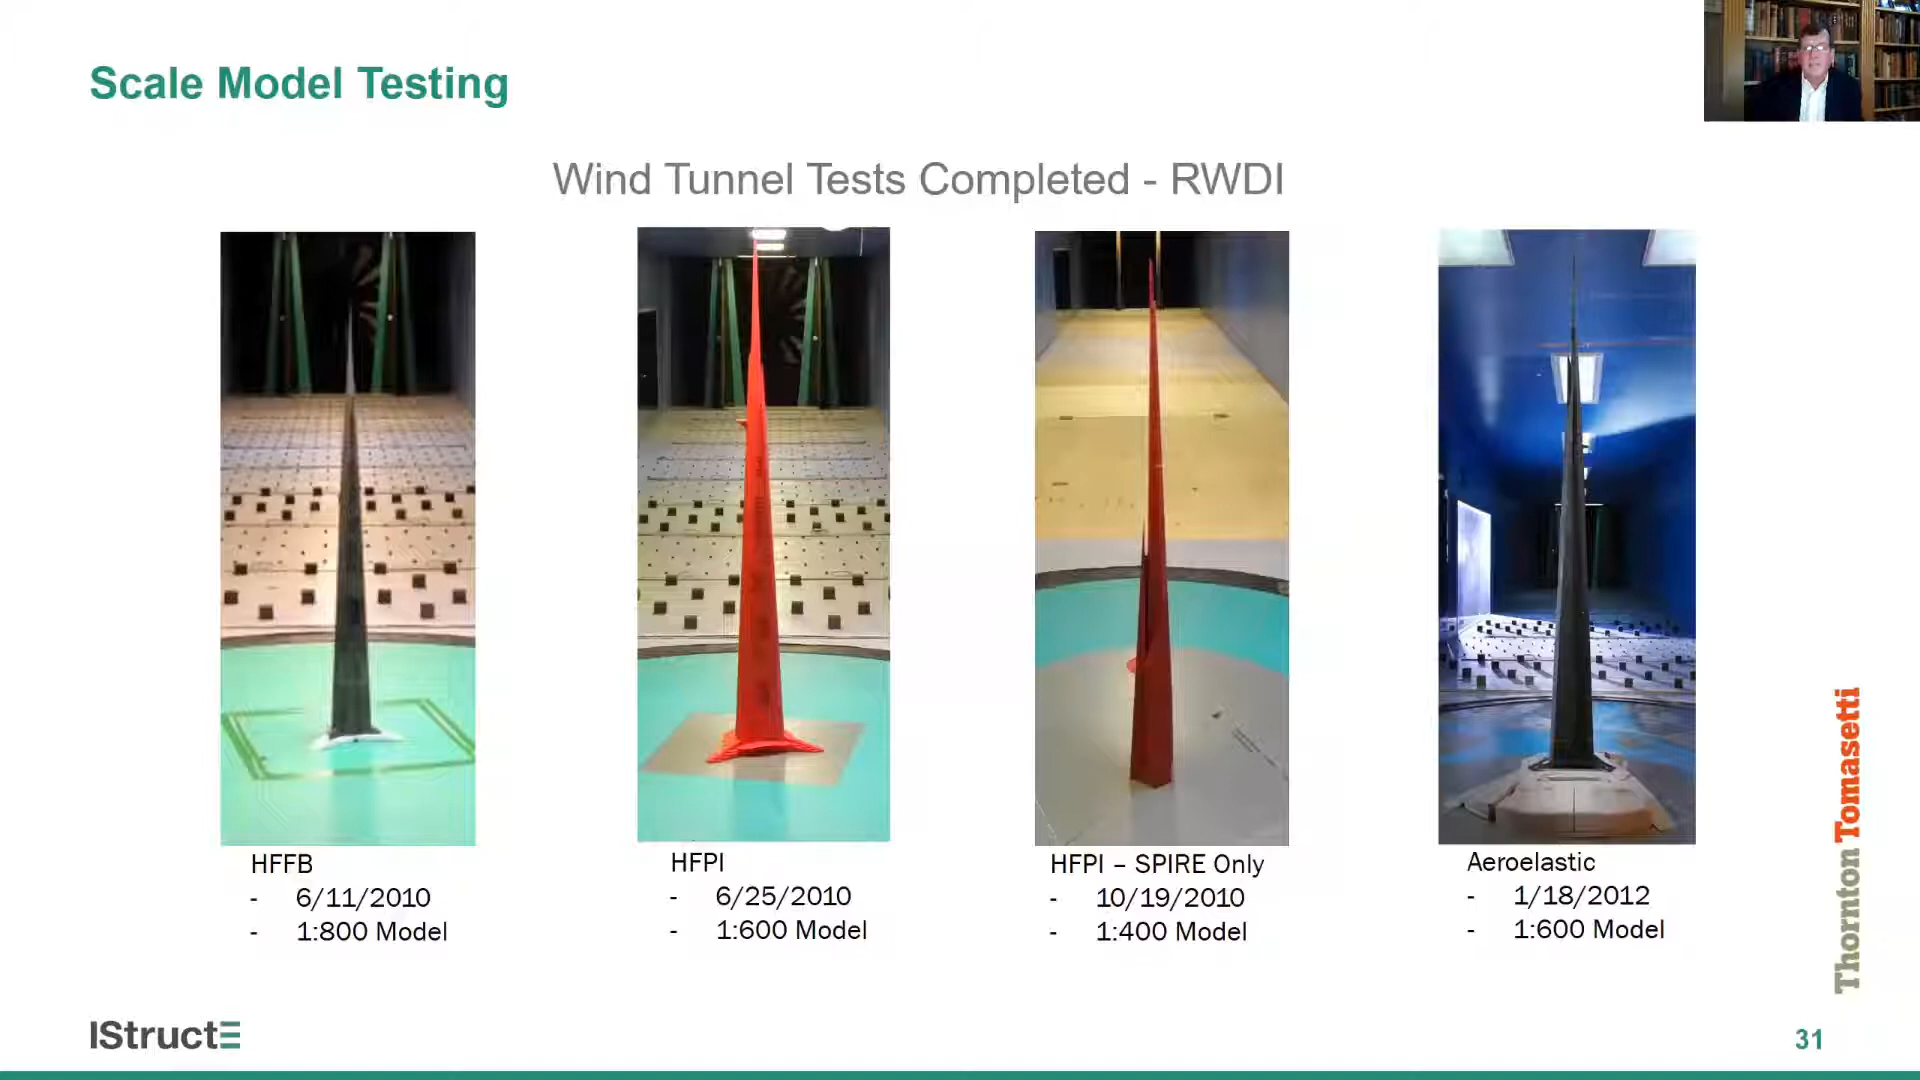 Scale Model Testing
Wind Tunnel Tests Completed - RWDI
HFFB
- 6/11/2010
- 1:800 Model
HFPI
- 6/25/2010
- 1:600 Model
HFPI – SPIRE Only
- 10/19/2010
- 1:400 Model
Aeroelastic
- 1/18/2012
- 1:600 Model
Thornton Tomasetti
IStructE
31